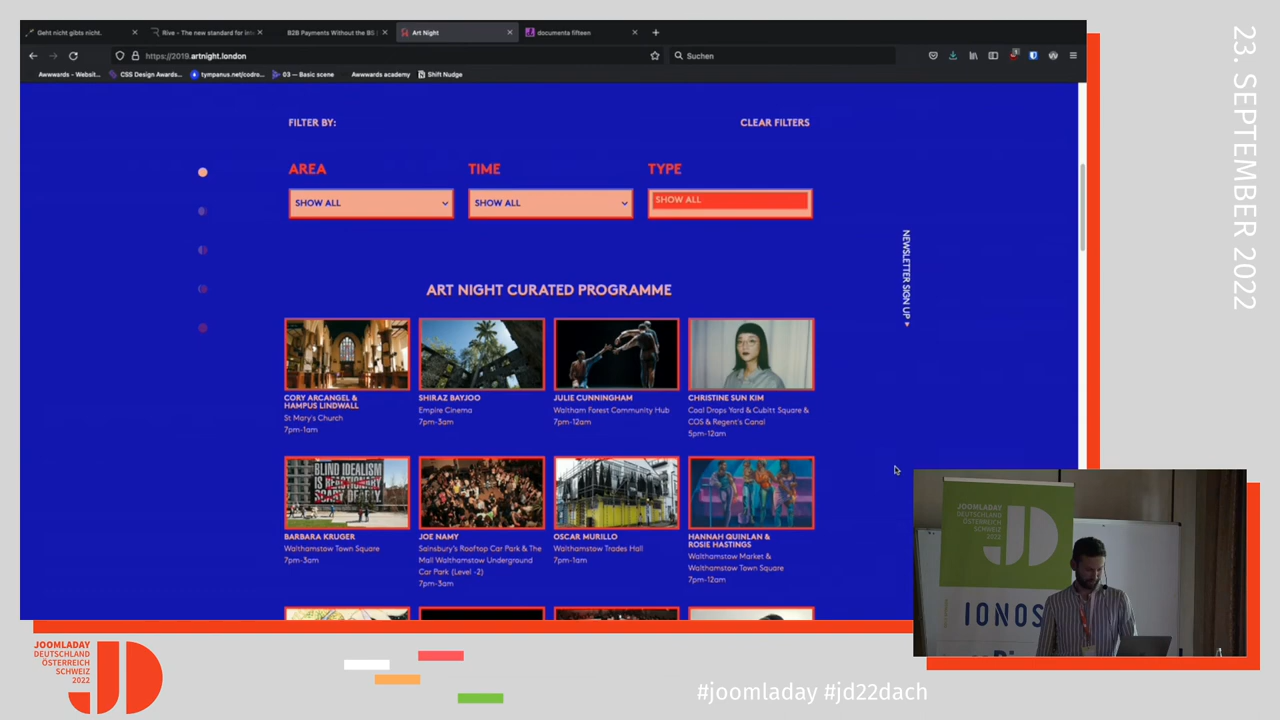 Geht nicht gibts nicht.
Rive - The new standard for int
B2B Payments Without the BS
Art Night
documenta fifteen
https://2019.artnight.london
Suchen
Awwwards - Websit...
CSS Design Awards...
tympanus.net/codro...
03 — Basic scene
Awwwards academy
Shift Nudge
FILTER BY:
CLEAR FILTERS
AREA
TIME
TYPE
SHOW ALL
SHOW ALL
SHOW ALL
NEWSLETTER SIGN UP
ART NIGHT CURATED PROGRAMME
CORY ARCANGEL &
HAMPUS LINDWALL
St Mary's Church
7pm-1am
SHIRAZ BAYJOO
Empire Cinema
7pm-3am
JULIE CUNNINGHAM
Waltham Forest Community Hub
7pm-12am
CHRISTINE SUN KIM
Coal Drops Yard & Cubitt Square &
COS & Regent's Canal
5pm-12am
BLIND IDEALISM
IS REACTIONARY
SCARY DEADLY.
BARBARA KRUGER
Walthamstow Town Square
7pm-3am
JOE NAMY
Sainsbury's Rooftop Car Park & The
Mall Walthamstow Underground
Car Park (Level -2)
7pm-3am
OSCAR MURILLO
Walthamstow Trades Hall
7pm-1am
HANNAH QUINLAN &
ROSIE HASTINGS
Walthamstow Market &
Walthamstow Town Square
7pm-12am
23. SEPTEMBER 2022
JOOMLADAY
DEUTSCHLAND
ÖSTERREICH
SCHWEIZ
2022
IONOS
JOOMLADAY
DEUTSCHLAND
ÖSTERREICH
SCHWEIZ
2022
#joomladay #jd22dach